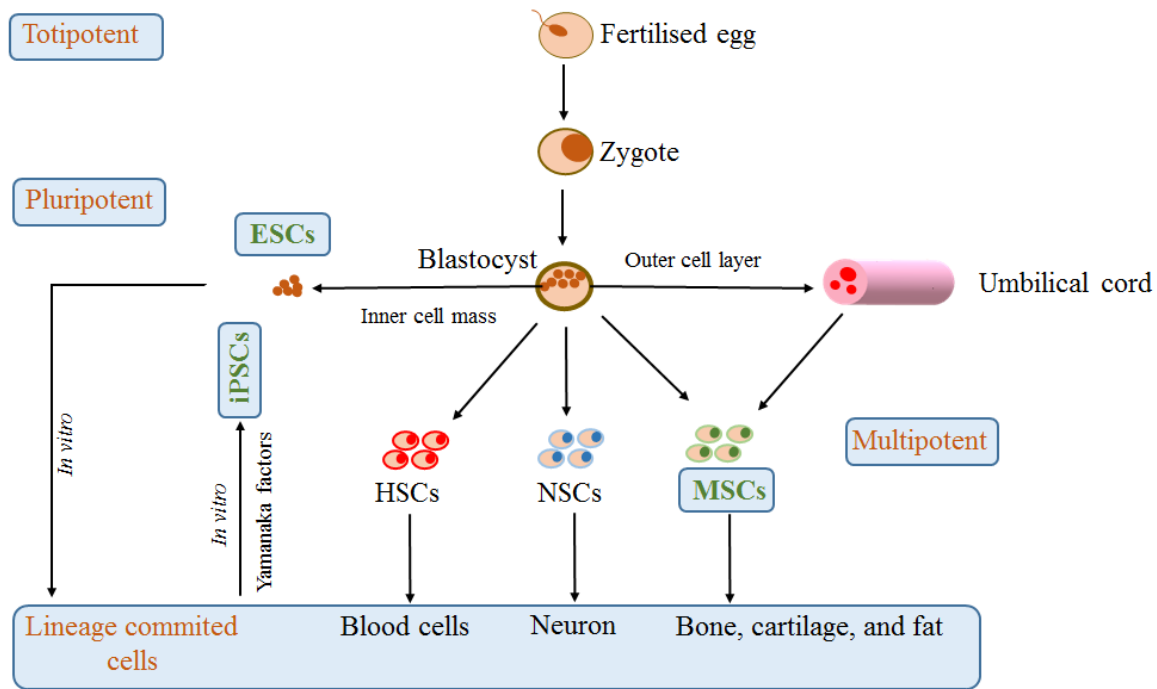 Totipotent
Fertilised egg
Zygote
Pluripotent
ESCs
Blastocyst
Outer cell layer
Umbilical cord
Inner cell mass
iPSCs
In vitro
In vitro
Yamanaka factors
Multipotent
HSCs
NSCs
MSCs
Lineage commited
cells
Blood cells
Neuron
Bone, cartilage, and fat